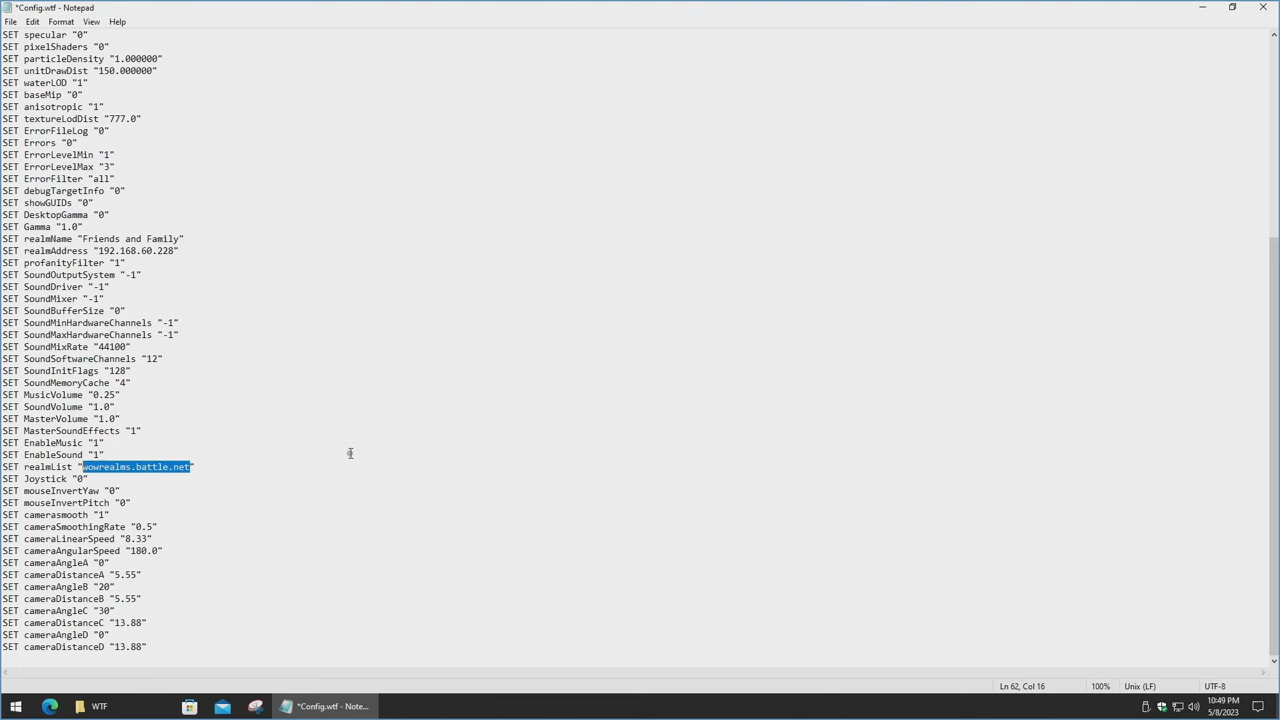 *Config.wtf - Notepad
File Edit Format View Help
SET specular "0"
SET pixelShaders "0"
SET particleDensity "1.000000"
SET unitDrawDist "150.000000"
SET waterLOD "1"
SET baseMip "0"
SET anisotropic "1"
SET textureLodDist "777.0"
SET ErrorFileLog "0"
SET Errors "0"
SET ErrorLevelMin "1"
SET ErrorLevelMax "3"
SET ErrorFilter "all"
SET debugTargetInfo "0"
SET showGUIDs "0"
SET DesktopGamma "0"
SET Gamma "1.0"
SET realmName "Friends and Family"
SET realmAddress "192.168.60.228"
SET profanityFilter "1"
SET SoundOutputSystem "-1"
SET SoundDriver "-1"
SET SoundMixer "-1"
SET SoundBufferSize "0"
SET SoundMinHardwareChannels "-1"
SET SoundMaxHardwareChannels "-1"
SET SoundMixRate "44100"
SET SoundSoftwareChannels "12"
SET SoundInitFlags "128"
SET SoundMemoryCache "4"
SET MusicVolume "0.25"
SET SoundVolume "1.0"
SET MasterVolume "1.0"
SET MasterSoundEffects "1"
SET EnableMusic "1"
SET EnableSound "1"
SET realmList "wowrealms.battle.net"
SET Joystick "0"
SET mouseInvertYaw "0"
SET mouseInvertPitch "0"
SET camerasmooth "1"
SET cameraSmoothingRate "0.5"
SET cameraLinearSpeed "8.33"
SET cameraAngularSpeed "180.0"
SET cameraAngleA "0"
SET cameraDistanceA "5.55"
SET cameraAngleB "20"
SET cameraDistanceB "5.55"
SET cameraAngleC "30"
SET cameraDistanceC "13.88"
SET cameraAngleD "0"
SET cameraDistanceD "13.88"
Ln 62, Col 16 100% Unix (LF) UTF-8
WTF *Config.wtf - Note... 10:49 PM
5/8/2023